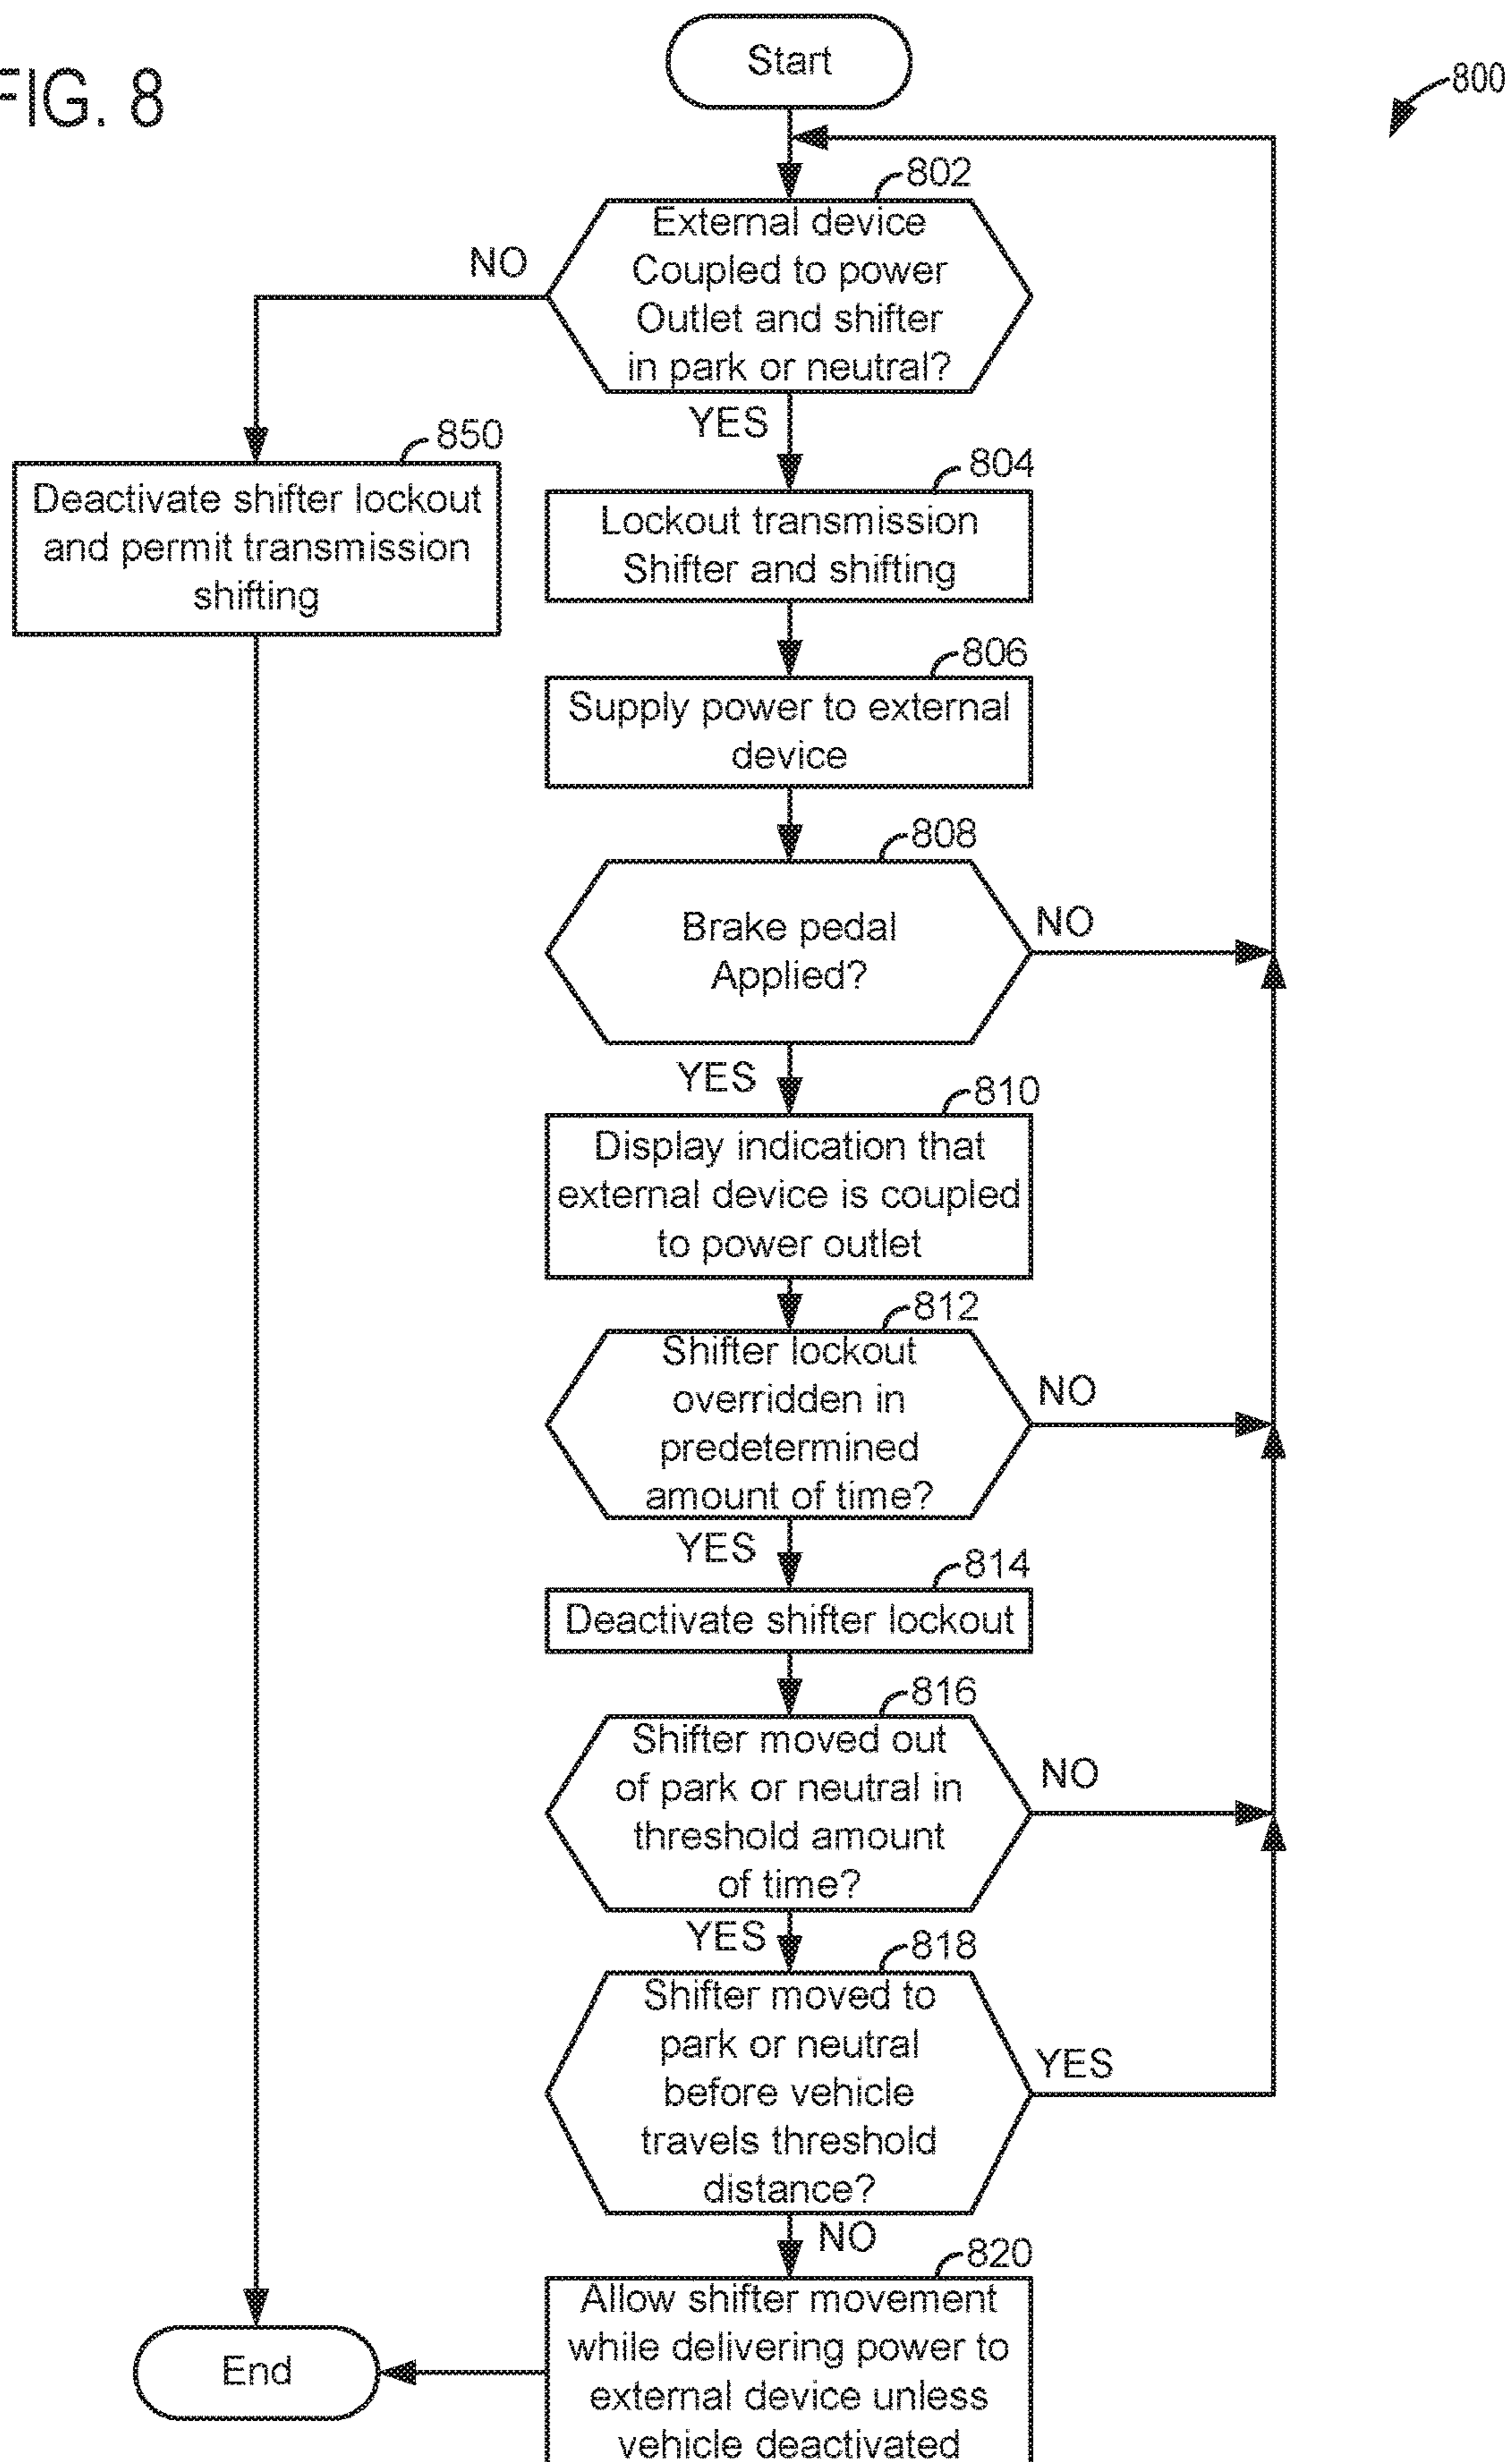 FIG. 8
Start
800
802
External device
Coupled to power
Outlet and shifter
in park or neutral?
NO
YES
850
Deactivate shifter lockout
and permit transmission
shifting
804
Lockout transmission
Shifter and shifting
806
Supply power to external
device
808
Brake pedal
Applied?
NO
YES
810
Display indication that
external device is coupled
to power outlet
812
Shifter lockout
overridden in
predetermined
amount of time?
NO
YES
814
Deactivate shifter lockout
816
Shifter moved out
of park or neutral in
threshold amount
of time?
NO
YES
818
Shifter moved to
park or neutral
before vehicle
travels threshold
distance?
YES
NO
820
Allow shifter movement
while delivering power to
external device unless
vehicle deactivated
End